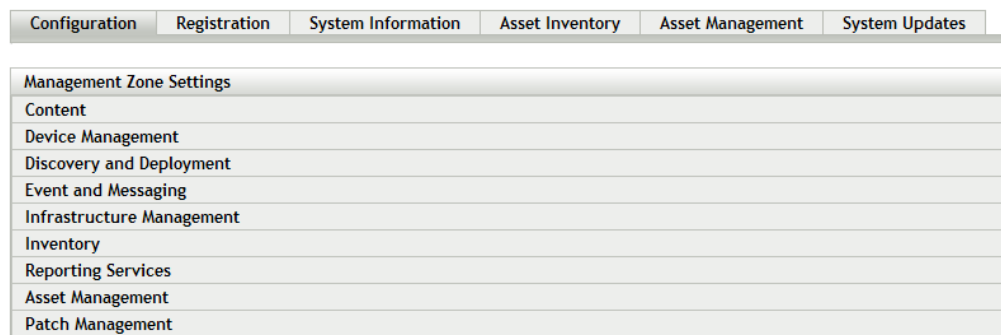 Configuration Registration System Information Asset Inventory Asset Management System Updates
Management Zone Settings
Content
Device Management
Discovery and Deployment
Event and Messaging
Infrastructure Management
Inventory
Reporting Services
Asset Management
Patch Management